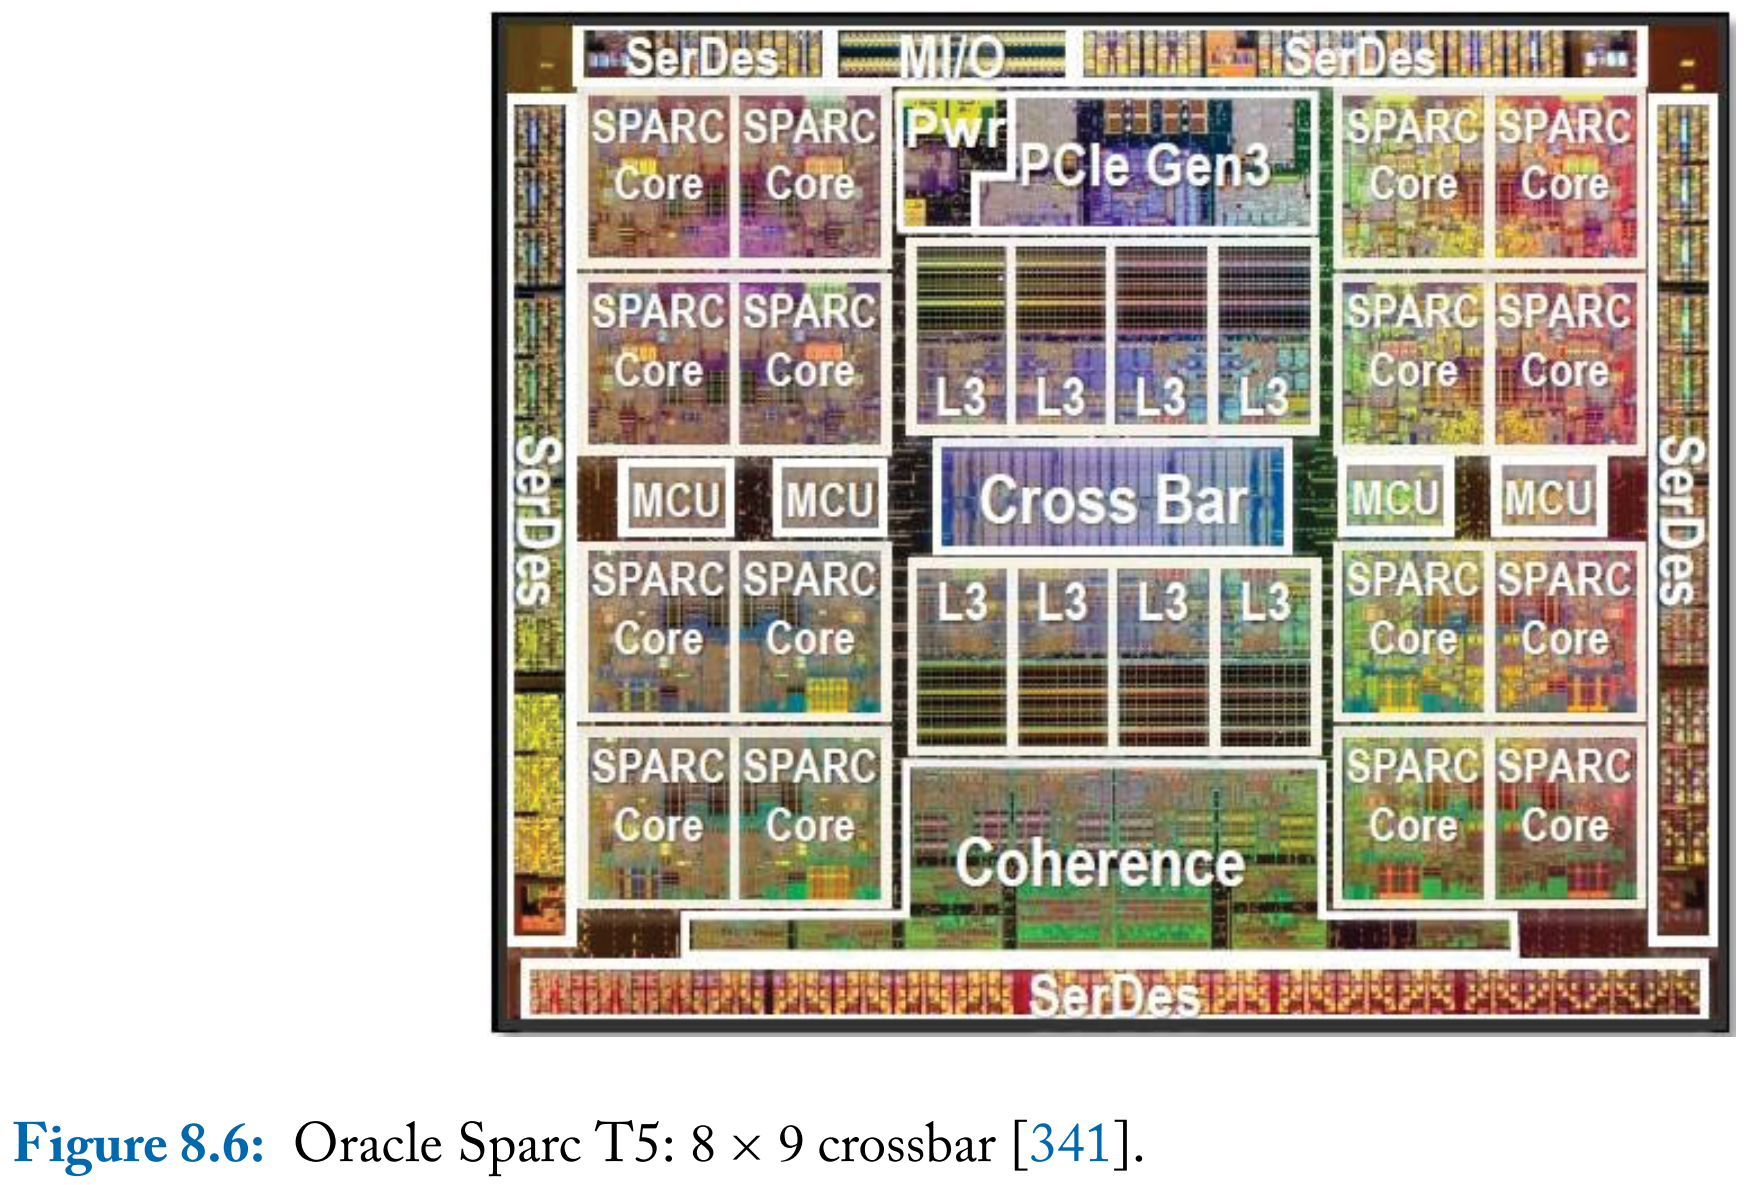 SerDes MI/O SerDes
SPARC SPARC Pwr SPARC SPARC
Core Core PCIe Gen3 Core Core
SPARC SPARC SPARC SPARC
Core Core Core Core
L3 L3 L3 L3
SerDes
MCU MCU Cross Bar MCU MCU
SerDes
SPARC SPARC L3 L3 L3 L3 SPARC SPARC
Core Core Core Core
SPARC SPARC SPARC SPARC
Core Core Core Core
Coherence
SerDes
Figure 8.6: Oracle Sparc T5: 8 × 9 crossbar [341].